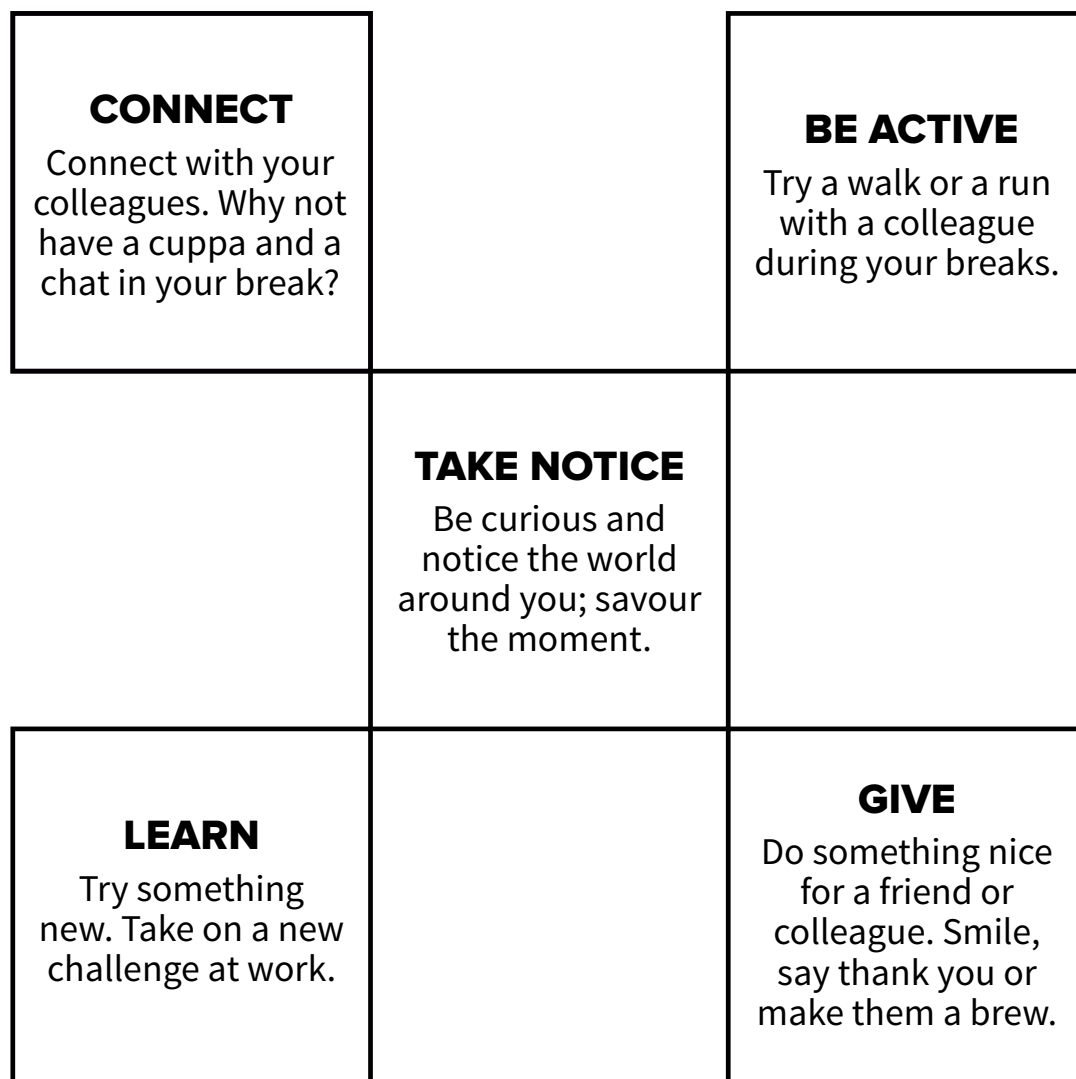 CONNECT
Connect with your
colleagues. Why not
have a cuppa and a
chat in your break?
BE ACTIVE
Try a walk or a run
with a colleague
during your breaks.
TAKE NOTICE
Be curious and
notice the world
around you; savour
the moment.
LEARN
Try something
new. Take on a new
challenge at work.
GIVE
Do something nice
for a friend or
colleague. Smile,
say thank you or
make them a brew.